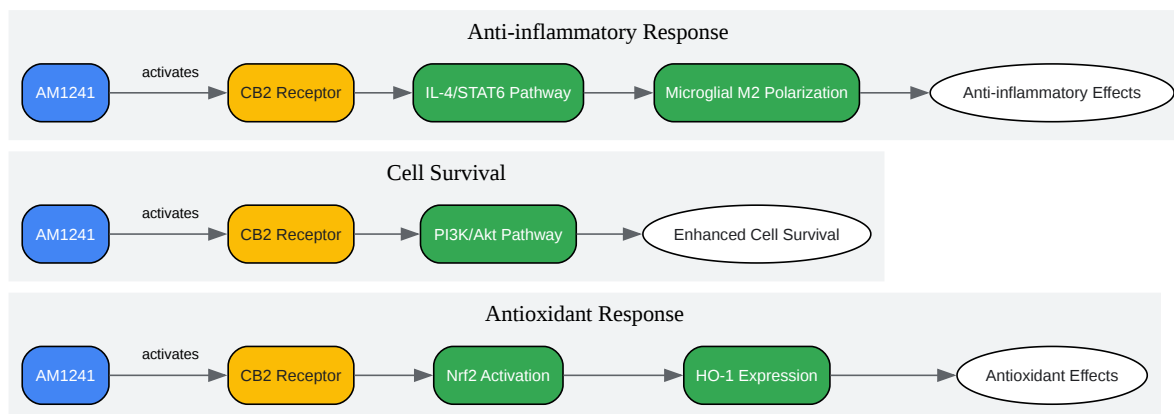 Anti-inflammatory Response
AM1241
activates
CB2 Receptor
IL-4/STAT6 Pathway
Microglial M2 Polarization
Anti-inflammatory Effects
Cell Survival
AM1241
activates
CB2 Receptor
PI3K/Akt Pathway
Enhanced Cell Survival
Antioxidant Response
AM1241
activates
CB2 Receptor
Nrf2 Activation
HO-1 Expression
Antioxidant Effects